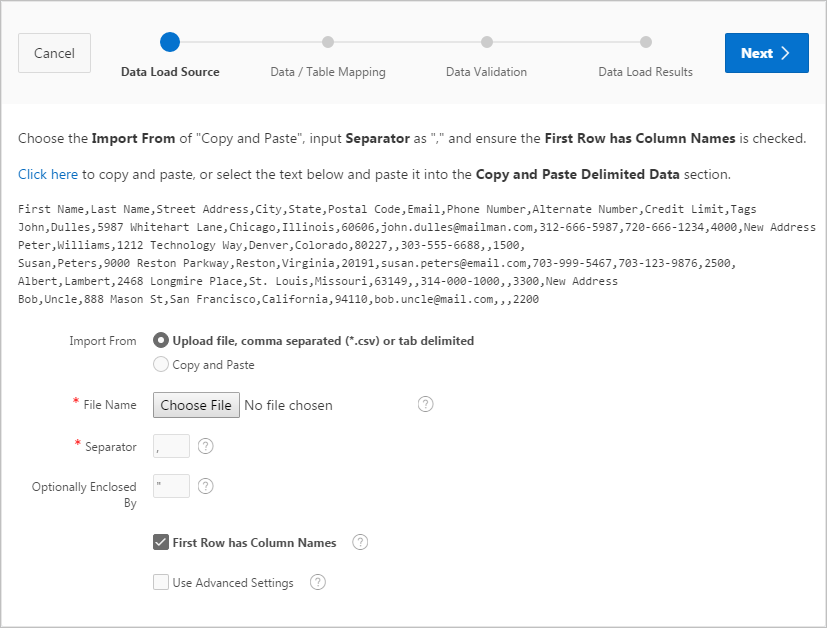 Cancel
Next
Data Load Source
Data / Table Mapping
Data Validation
Data Load Results
Choose the Import From of "Copy and Paste", input Separator as "," and ensure the First Row has Column Names is checked.
Click here to copy and paste, or select the text below and paste it into the Copy and Paste Delimited Data section.
First Name,Last Name,Street Address,City,State,Postal Code,Email,Phone Number,Alternate Number,Credit Limit,Tags
John,Dulles,5987 Whitehart Lane,Chicago,Illinois,60606,john.dulles@mailman.com,312-666-5987,720-666-1234,4000,New Address
Peter,Williams,1212 Technology Way,Denver,Colorado,80227,,303-555-6688,,1500,
Susan,Peters,9000 Reston Parkway,Reston,Virginia,20191,susan.peters@email.com,703-999-5467,703-123-9876,2500,
Albert,Lambert,2468 Longmire Place,St. Louis,Missouri,63149,,314-000-1000,,3300,New Address
Bob,Uncle,888 Mason St,San Francisco,California,94110,bob.uncle@mail.com,,,2200
Import From
Upload file, comma separated (*.csv) or tab delimited
Copy and Paste
* File Name
Choose File No file chosen ?
* Separator
, ?
Optionally Enclosed
By
" ?
First Row has Column Names ?
Use Advanced Settings ?